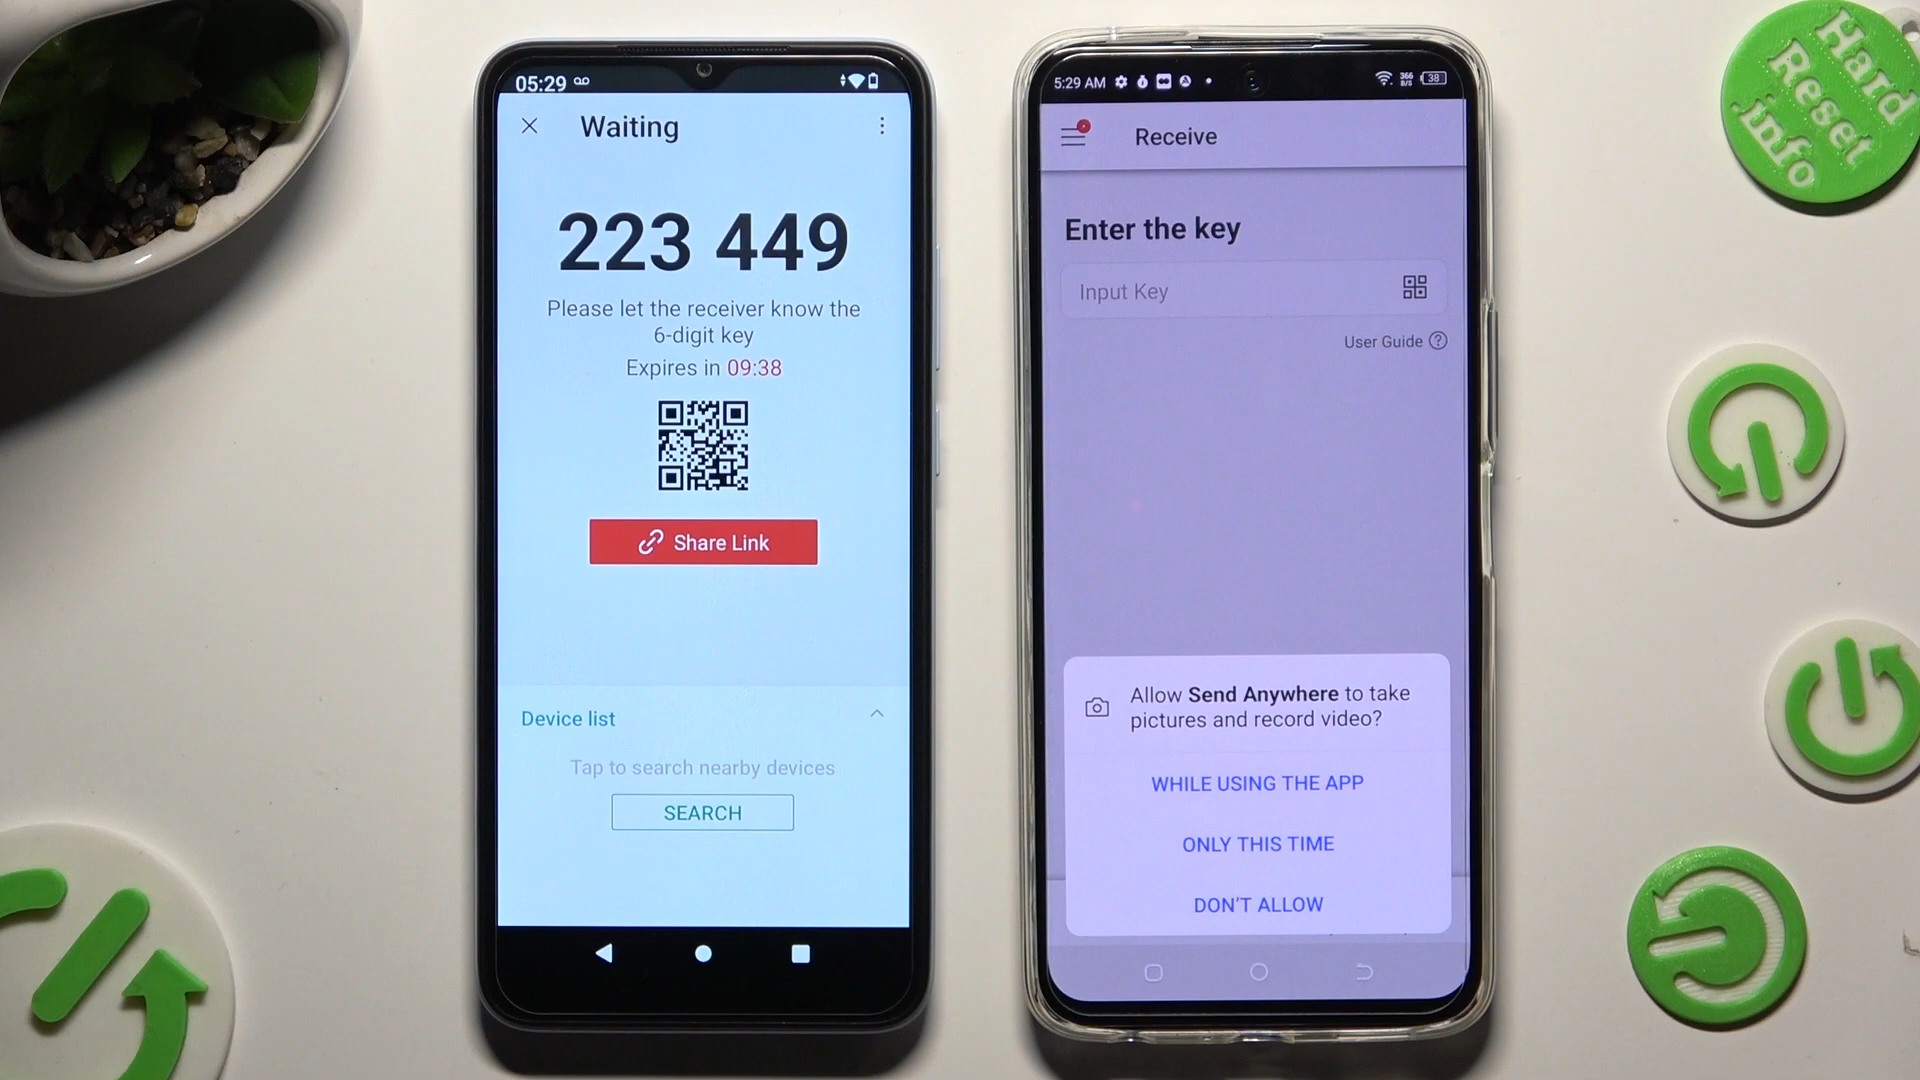 05:29
Waiting
223 449
Please let the receiver know the
6-digit key
Expires in 09:38
Share Link
Device list
Tap to search nearby devices
SEARCH
5:29 AM
366
B/S
38
Receive
Enter the key
Input Key
User Guide ?
Allow Send Anywhere to take
pictures and record video?
WHILE USING THE APP
ONLY THIS TIME
DON'T ALLOW
Hard
Reset
info